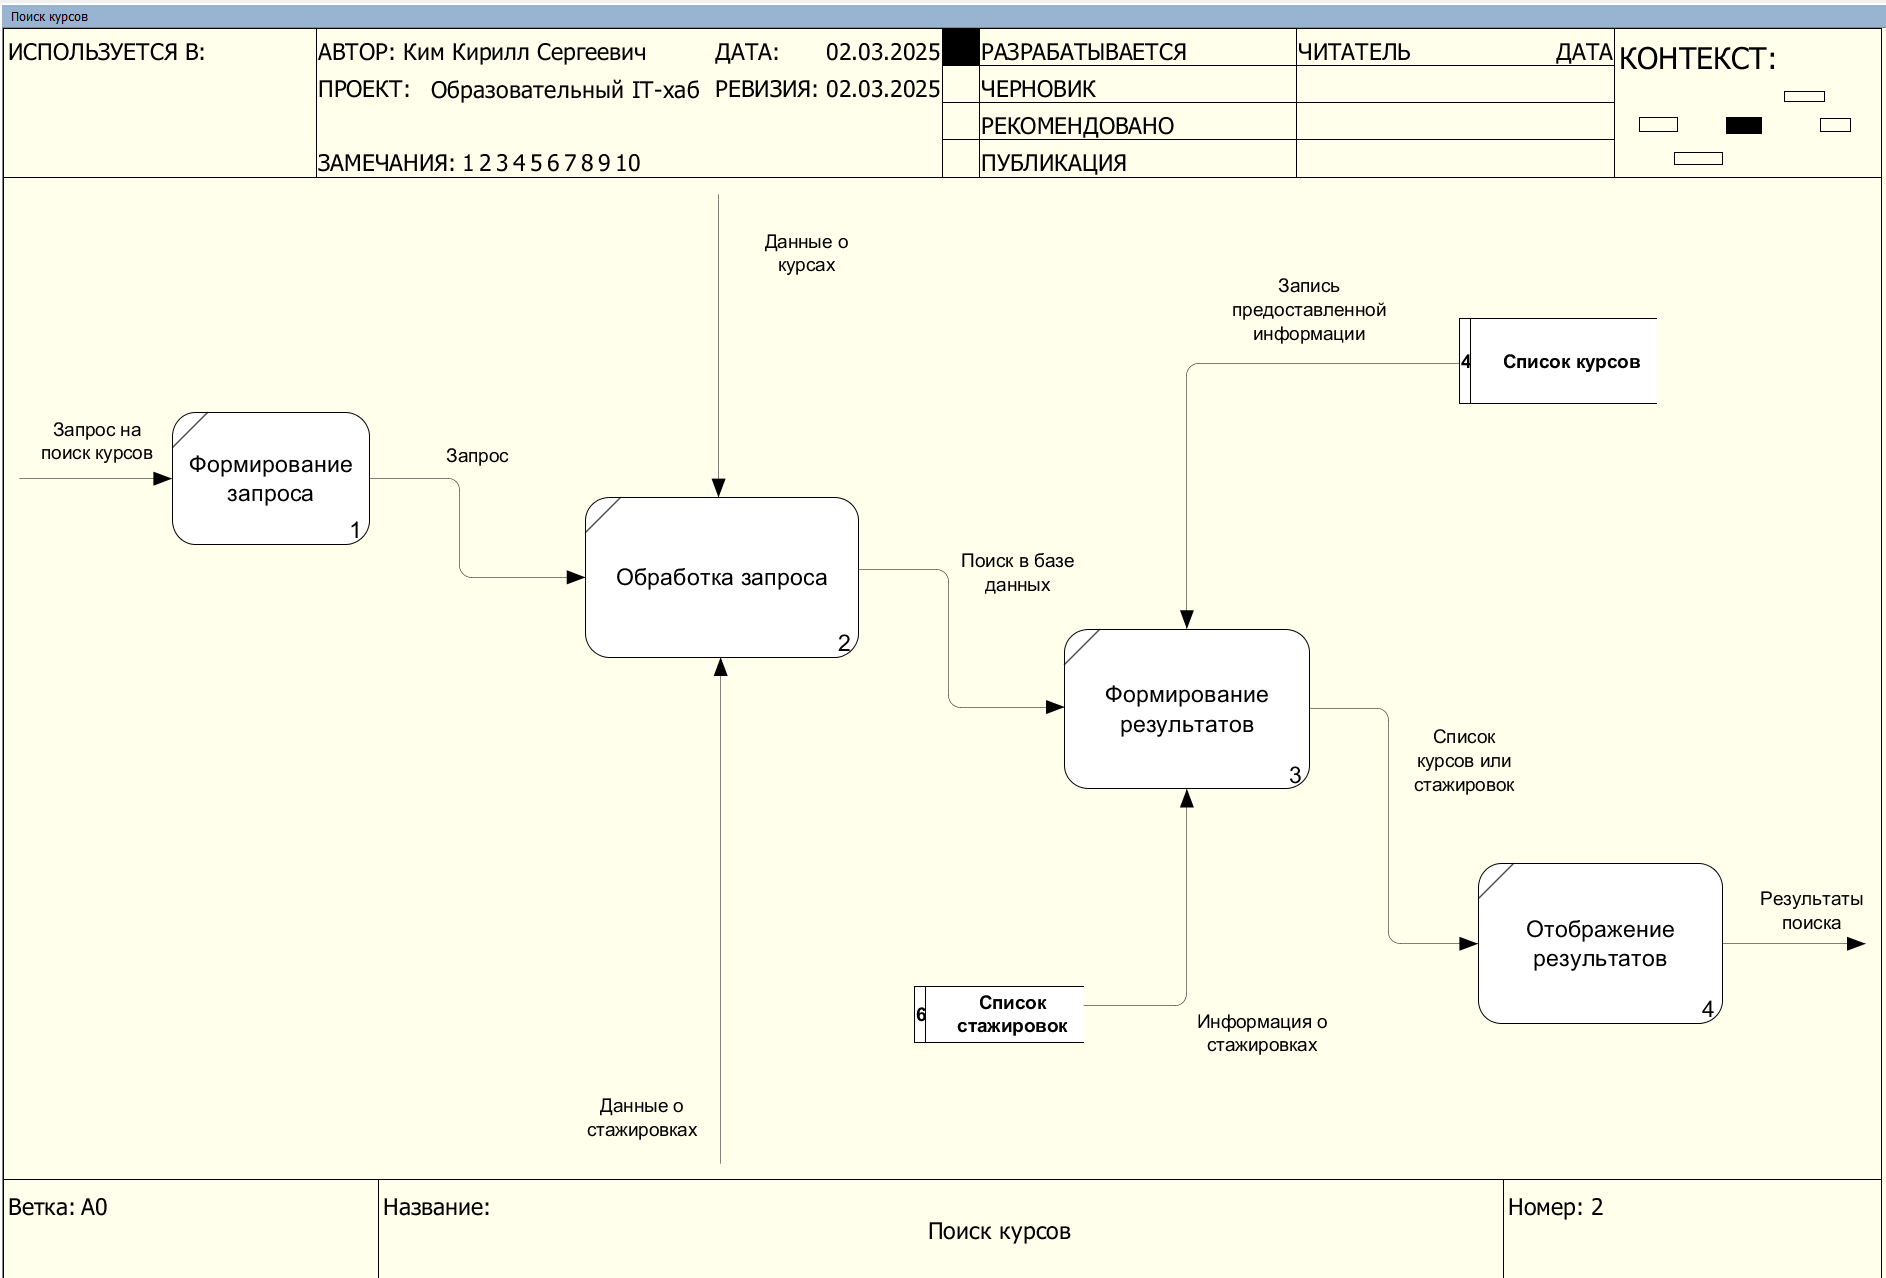 Поиск курсов
ИСПОЛЬЗУЕТСЯ В:
АВТОР: Ким Кирилл Сергеевич
ДАТА: 02.03.2025
ПРОЕКТ: Образовательный IT-хаб
РЕВИЗИЯ: 02.03.2025
ЗАМЕЧАНИЯ: 1 2 3 4 5 6 7 8 9 10
РАЗРАБАТЫВАЕТСЯ
ЧЕРНОВИК
РЕКОМЕНДОВАНО
ПУБЛИКАЦИЯ
ЧИТАТЕЛЬ
ДАТА
КОНТЕКСТ:
Данные о
курсах
Запись
предоставленной
информации
4
Список курсов
Запрос на
поиск курсов
Формирование
запроса
1
Запрос
Обработка запроса
2
Поиск в базе
данных
Формирование
результатов
3
Список
курсов или
стажировок
Отображение
результатов
4
Результаты
поиска
6
Список
стажировок
Информация о
стажировках
Данные о
стажировках
Ветка: A0
Название:
Поиск курсов
Номер: 2